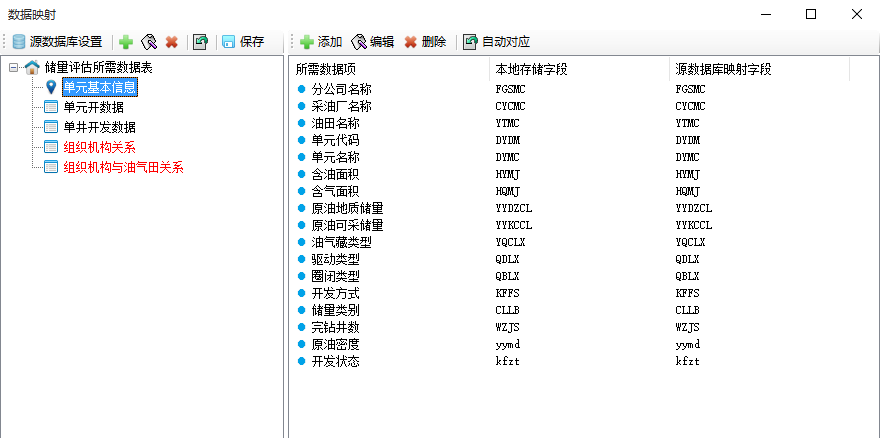 数据映射
源数据库设置 保存
添加 编辑 删除 自动对应
储量评估所需数据表
单元基本信息
单元开数据
单井开发数据
组织机构关系
组织机构与油气田关系
所需数据项 本地存储字段 源数据库映射字段
分公司名称 FGSMC FGSMC
采油厂名称 CYCMC CYCMC
油田名称 YTMC YTMC
单元代码 DYDM DYDM
单元名称 DYMC DYMC
含油面积 HYMJ HYMJ
含气面积 HQMJ HQMJ
原油地质储量 YYDZCL YYDZCL
原油可采储量 YYKCCL YYKCCL
油气藏类型 YQCLX YQCLX
驱动类型 QDLX QDLX
圈闭类型 QBLX QBLX
开发方式 KFFS KFFS
储量类别 CLLB CLLB
完钻井数 WZJS WZJS
原油密度 yymd yymd
开发状态 kfzt kfzt